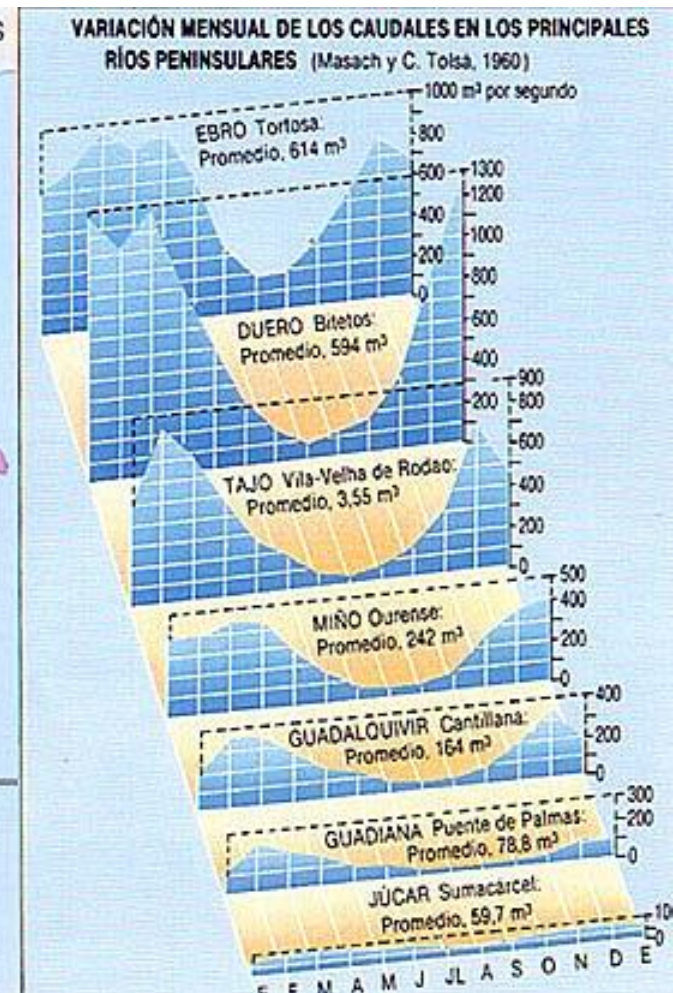 S
VARIACIÓN MENSUAL DE LOS CAUDALES EN LOS PRINCIPALES
RÍOS PENINSULARES (Masach y C. Tolsá, 1960)
1000 m³ por segundo
800
600
400
200
0
EBRO Tortosa:
Promedio, 614 m³
1300
1200
1000
800
600
400
200
DUERO Bitetos:
Promedio, 594 m³
900
800
600
400
200
0
TAJO Vila-Velha de Rodao:
Promedio, 3,55 m³
500
400
200
0
MIÑO Ourense:
Promedio, 242 m³
400
200
0
GUADALQUIVIR Cantillana:
Promedio, 164 m³
300
200
0
GUADIANA Puente de Palmas:
Promedio, 78,8 m³
JÚCAR Sumacárcel:
Promedio, 59,7 m³
0
E F M A M J JL A S O N D E